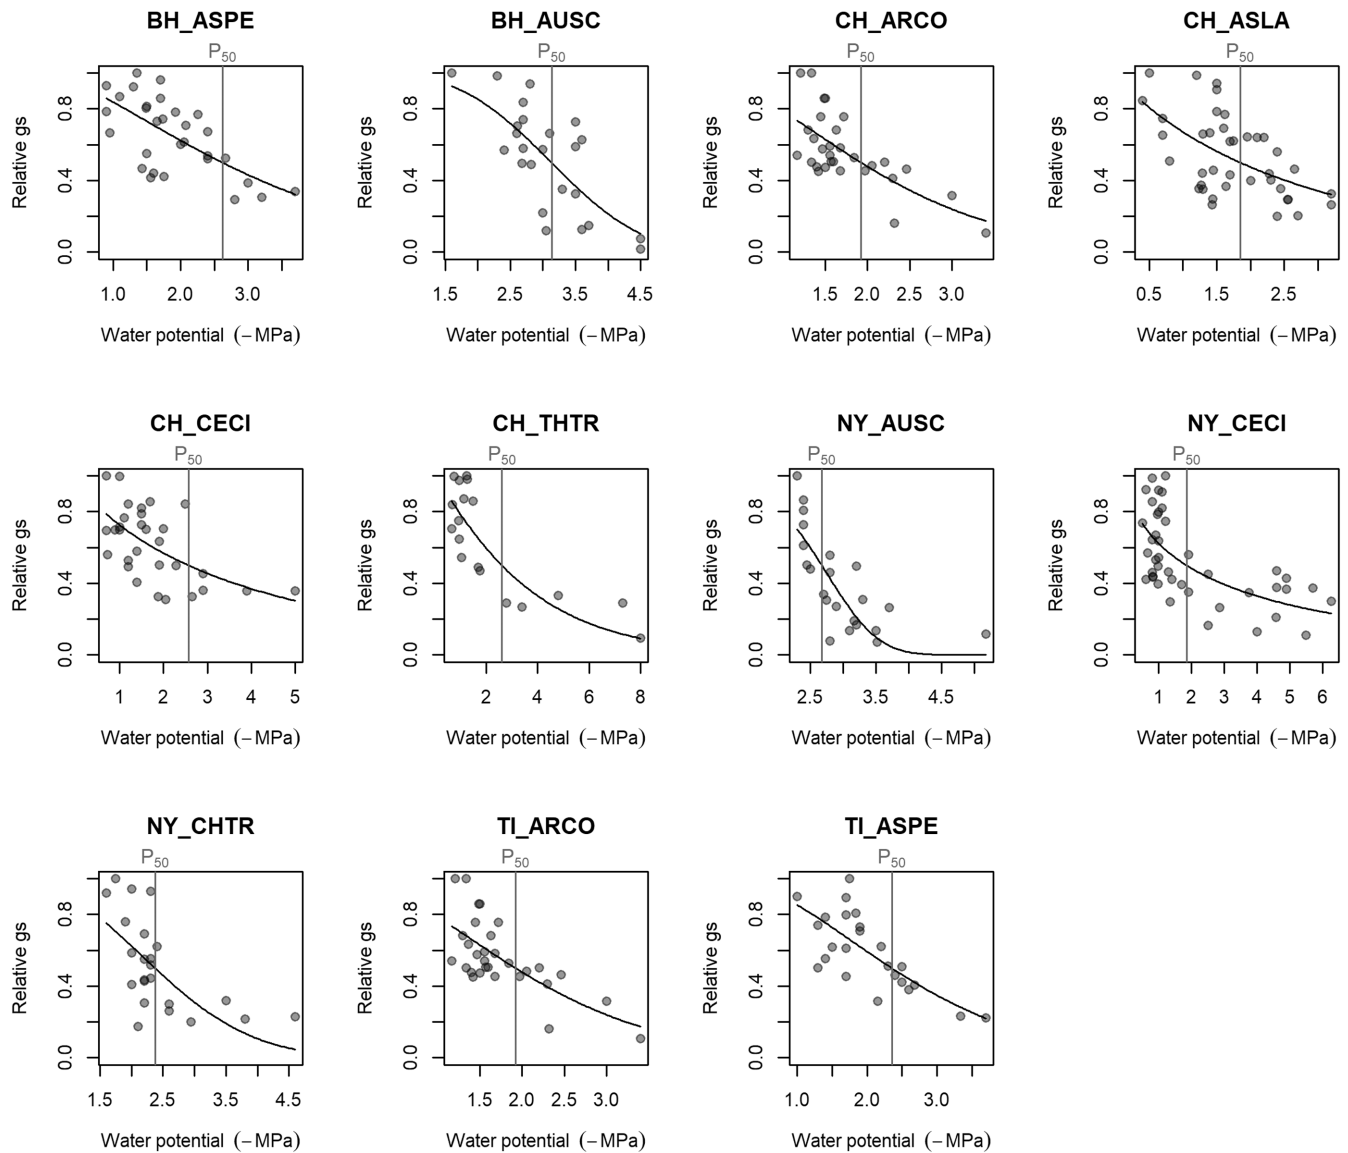 BH_ASPE BH_AUSC CH_ARCO CH_ASLA
P50 P50 P50 P50
Relative gs Relative gs Relative gs Relative gs
0.8 0.8 0.8 0.8
0.4 0.4 0.4 0.4
0.0 0.0 0.0 0.0
1.0 2.0 3.0 1.5 2.5 3.5 4.5 1.5 2.0 2.5 3.0 0.5 1.5 2.5
Water potential (−MPa) Water potential (−MPa) Water potential (−MPa) Water potential (−MPa)
CH_CECI CH_THTR NY_AUSC NY_CECI
P50 P50 P50 P50
Relative gs Relative gs Relative gs Relative gs
0.8 0.8 0.8 0.8
0.4 0.4 0.4 0.4
0.0 0.0 0.0 0.0
1 2 3 4 5 2 4 6 8 2.5 3.5 4.5 1 2 3 4 5 6
Water potential (−MPa) Water potential (−MPa) Water potential (−MPa) Water potential (−MPa)
NY_CHTR TI_ARCO TI_ASPE
P50 P50 P50
Relative gs Relative gs Relative gs
0.8 0.8 0.8
0.4 0.4 0.4
0.0 0.0 0.0
1.5 2.5 3.5 4.5 1.5 2.0 2.5 3.0 1.0 2.0 3.0
Water potential (−MPa) Water potential (−MPa) Water potential (−MPa)